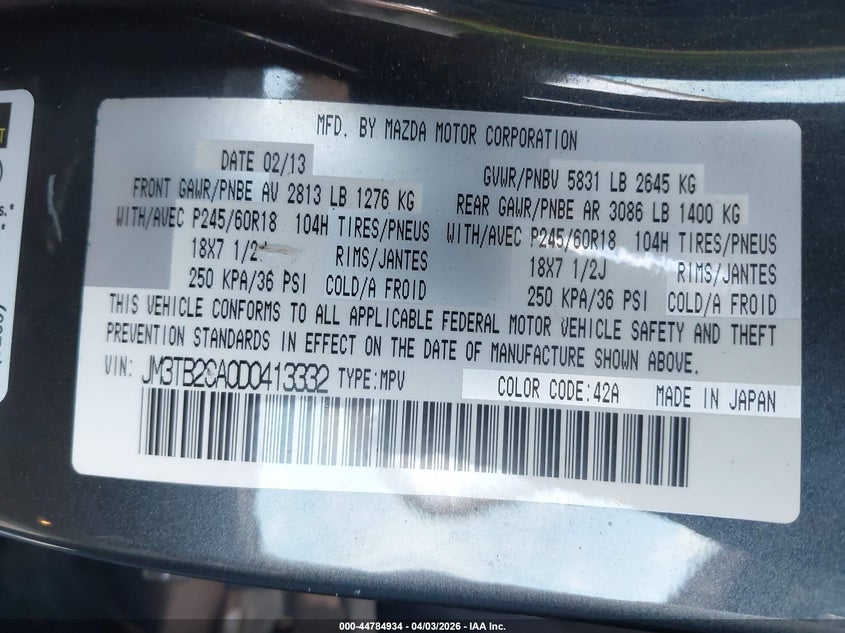 MFD. BY MAZDA MOTOR CORPORATION
DATE 02/13 GVWR/PNBV 5831 LB 2645 KG
FRONT GAWR/PNBE AV 2813 LB 1276 KG REAR GAWR/PNBE AR 3086 LB 1400 KG
WITH/AVEC P245/60R18 104H TIRES/PNEUS WITH/AVEC P245/60R18 104H TIRES/PNEUS
18X7 1/2J RIMS/JANTES 18X7 1/2J RIMS/JANTES
250 KPA/36 PSI COLD/A FROID 250 KPA/36 PSI COLD/A FROID
THIS VEHICLE CONFORMS TO ALL APPLICABLE FEDERAL MOTOR VEHICLE SAFETY AND THEFT
PREVENTION STANDARDS IN EFFECT ON THE DATE OF MANUFACTURE SHOWN ABOVE.
VIN: JM3TB2CA0D0413332 TYPE:MPV COLOR CODE:42A MADE IN JAPAN
000-44784934 - 04/03/2026 - IAA Inc.